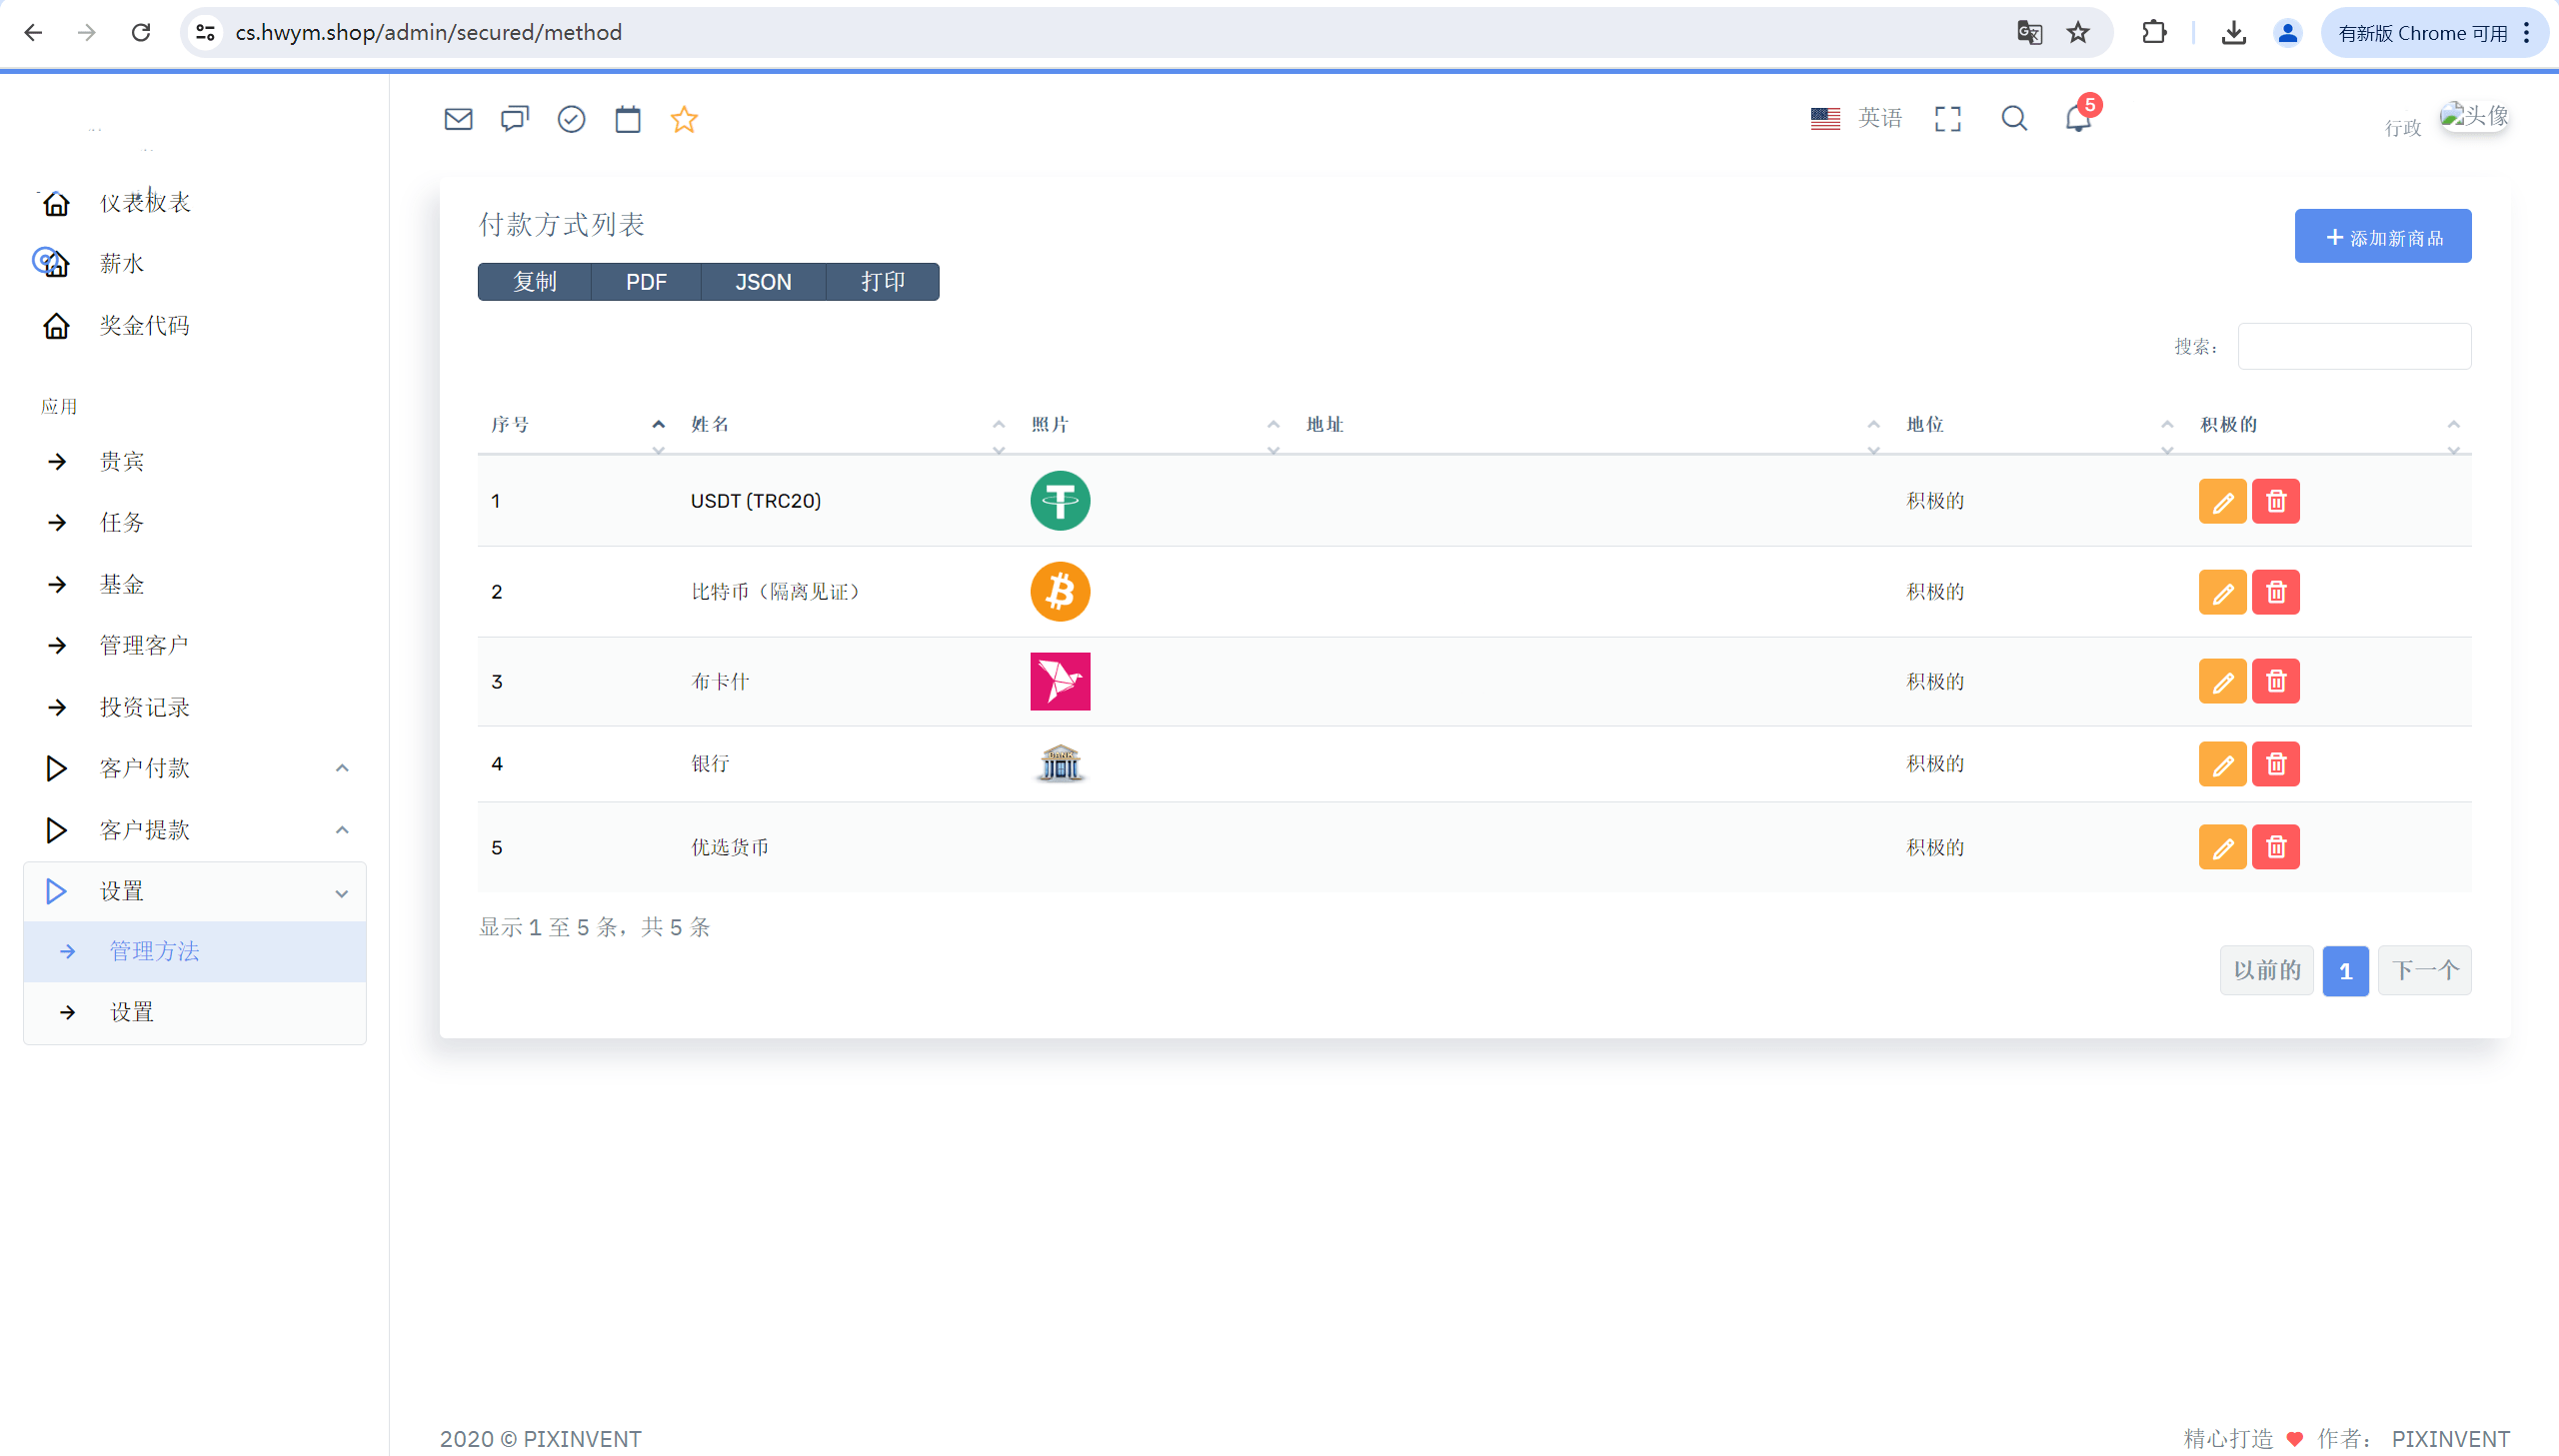 cs.hwym.shop/admin/secured/method
有新版 Chrome 可用
英语
5
行政
头像
仪表板表
薪水
奖金代码
应用
贵宾
任务
基金
管理客户
投资记录
客户付款
客户提款
设置
管理方法
设置
付款方式列表
添加新商品
复制 PDF JSON 打印
搜索：
序号 姓名 照片 地址 地位 积极的
1 USDT (TRC20) 积极的
2 比特币（隔离见证） 积极的
3 布卡什 积极的
4 银行 积极的
5 优选货币 积极的
显示 1 至 5 条，共 5 条
以前的 1 下一个
2020 © PIXINVENT
精心打造 作者： PIXINVENT